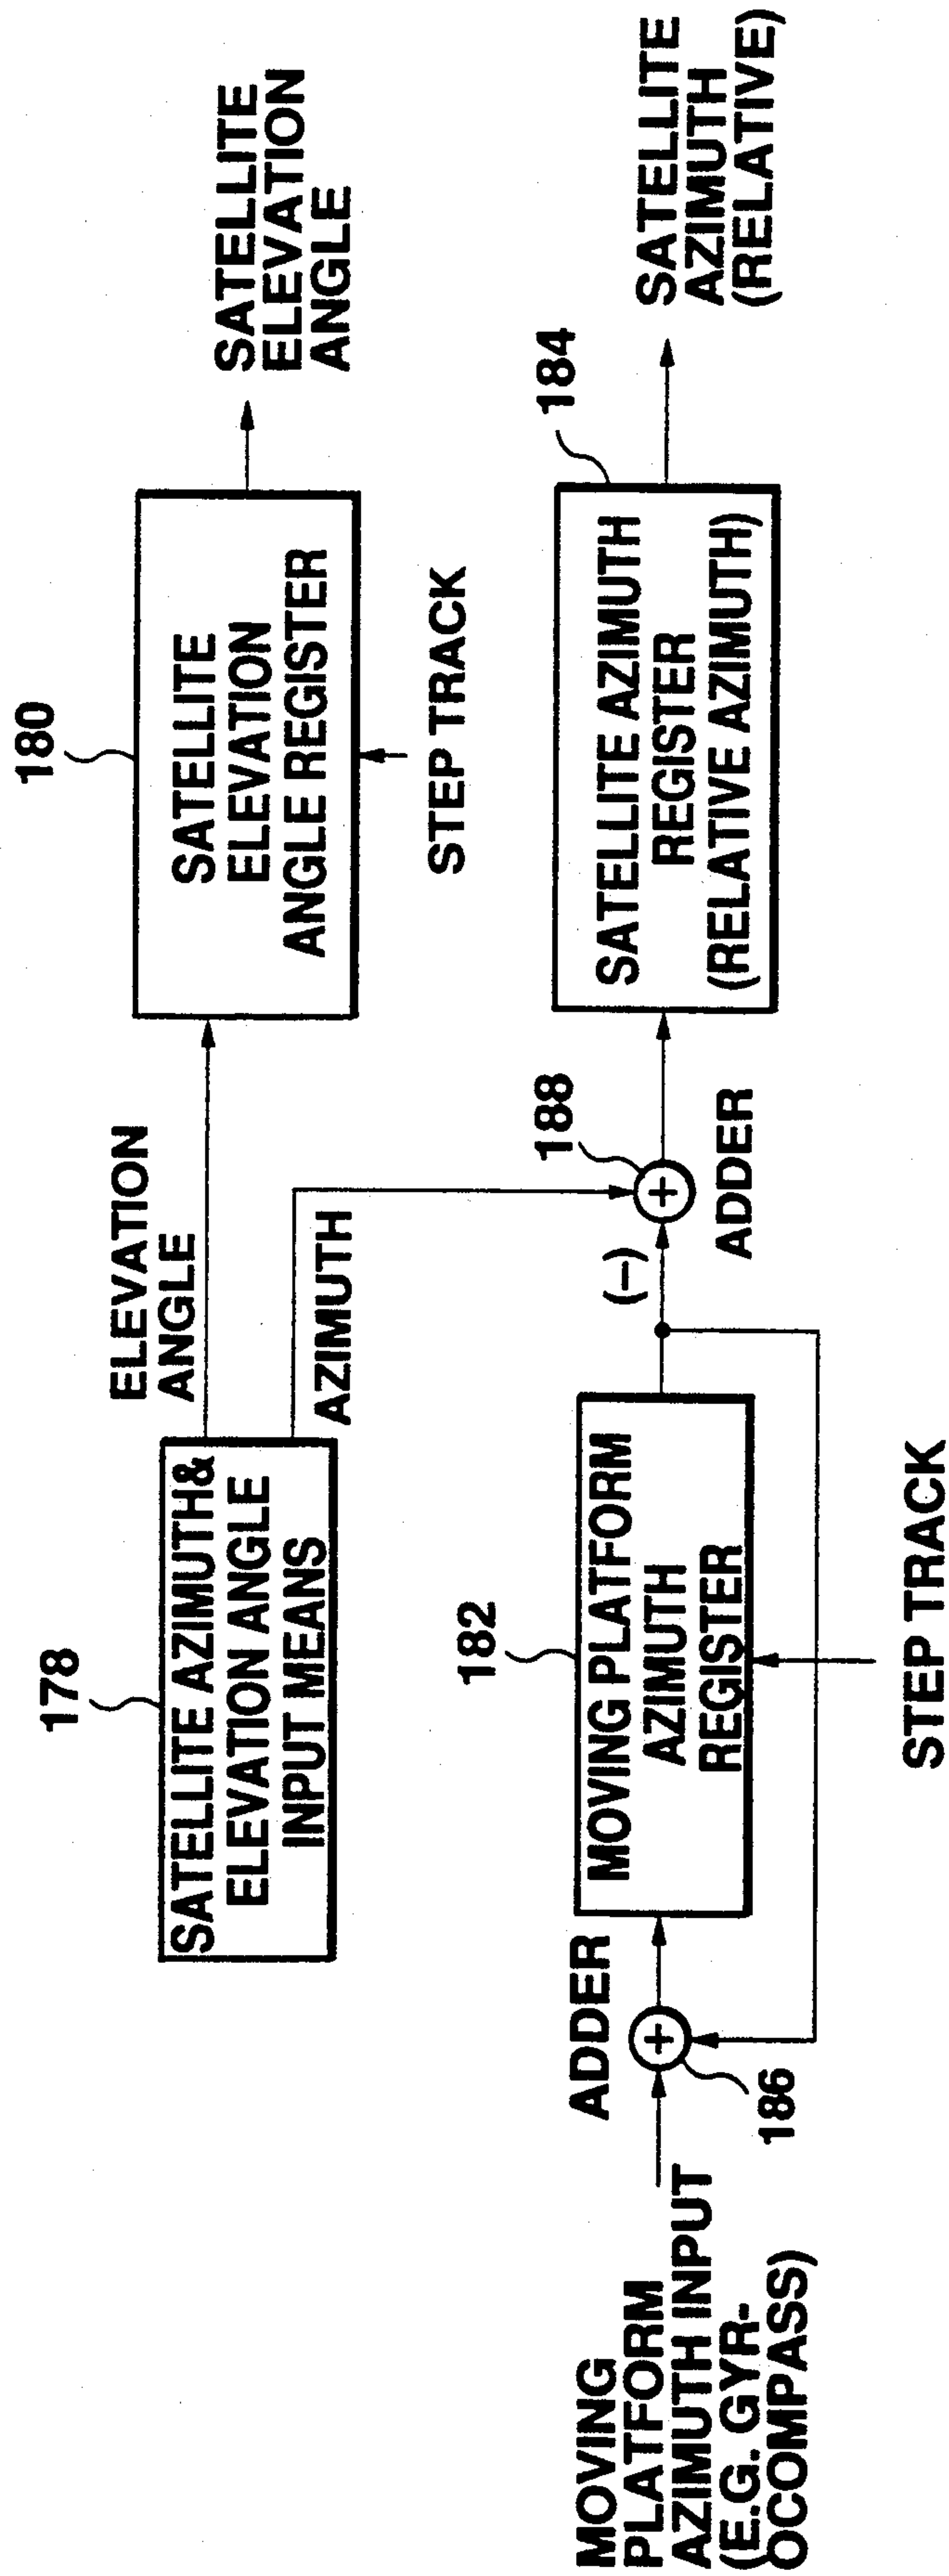 178
SATELLITE AZIMUTH&
ELEVATION ANGLE
INPUT MEANS
ELEVATION
ANGLE
AZIMUTH
180
SATELLITE
ELEVATION
ANGLE REGISTER
STEP TRACK
SATELLITE
ELEVATION
ANGLE
MOVING
PLATFORM
AZIMUTH INPUT
(E.G. GYR-
OCOMPASS)
ADDER
+
186
182
MOVING PLATFORM
AZIMUTH
REGISTER
STEP TRACK
(−)
188
+
ADDER
184
SATELLITE AZIMUTH
REGISTER
(RELATIVE AZIMUTH)
SATELLITE
AZIMUTH
(RELATIVE)